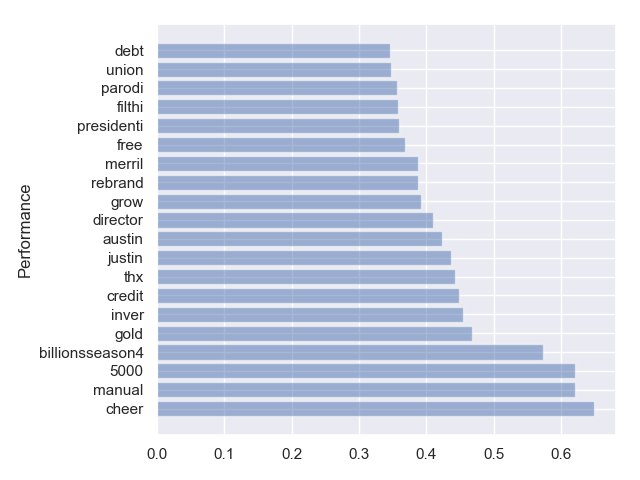 Performance
debt
union
parodi
filthi
presidenti
free
merril
rebrand
grow
director
austin
justin
thx
credit
inver
gold
billionsseason4
5000
manual
cheer
0.0 0.1 0.2 0.3 0.4 0.5 0.6